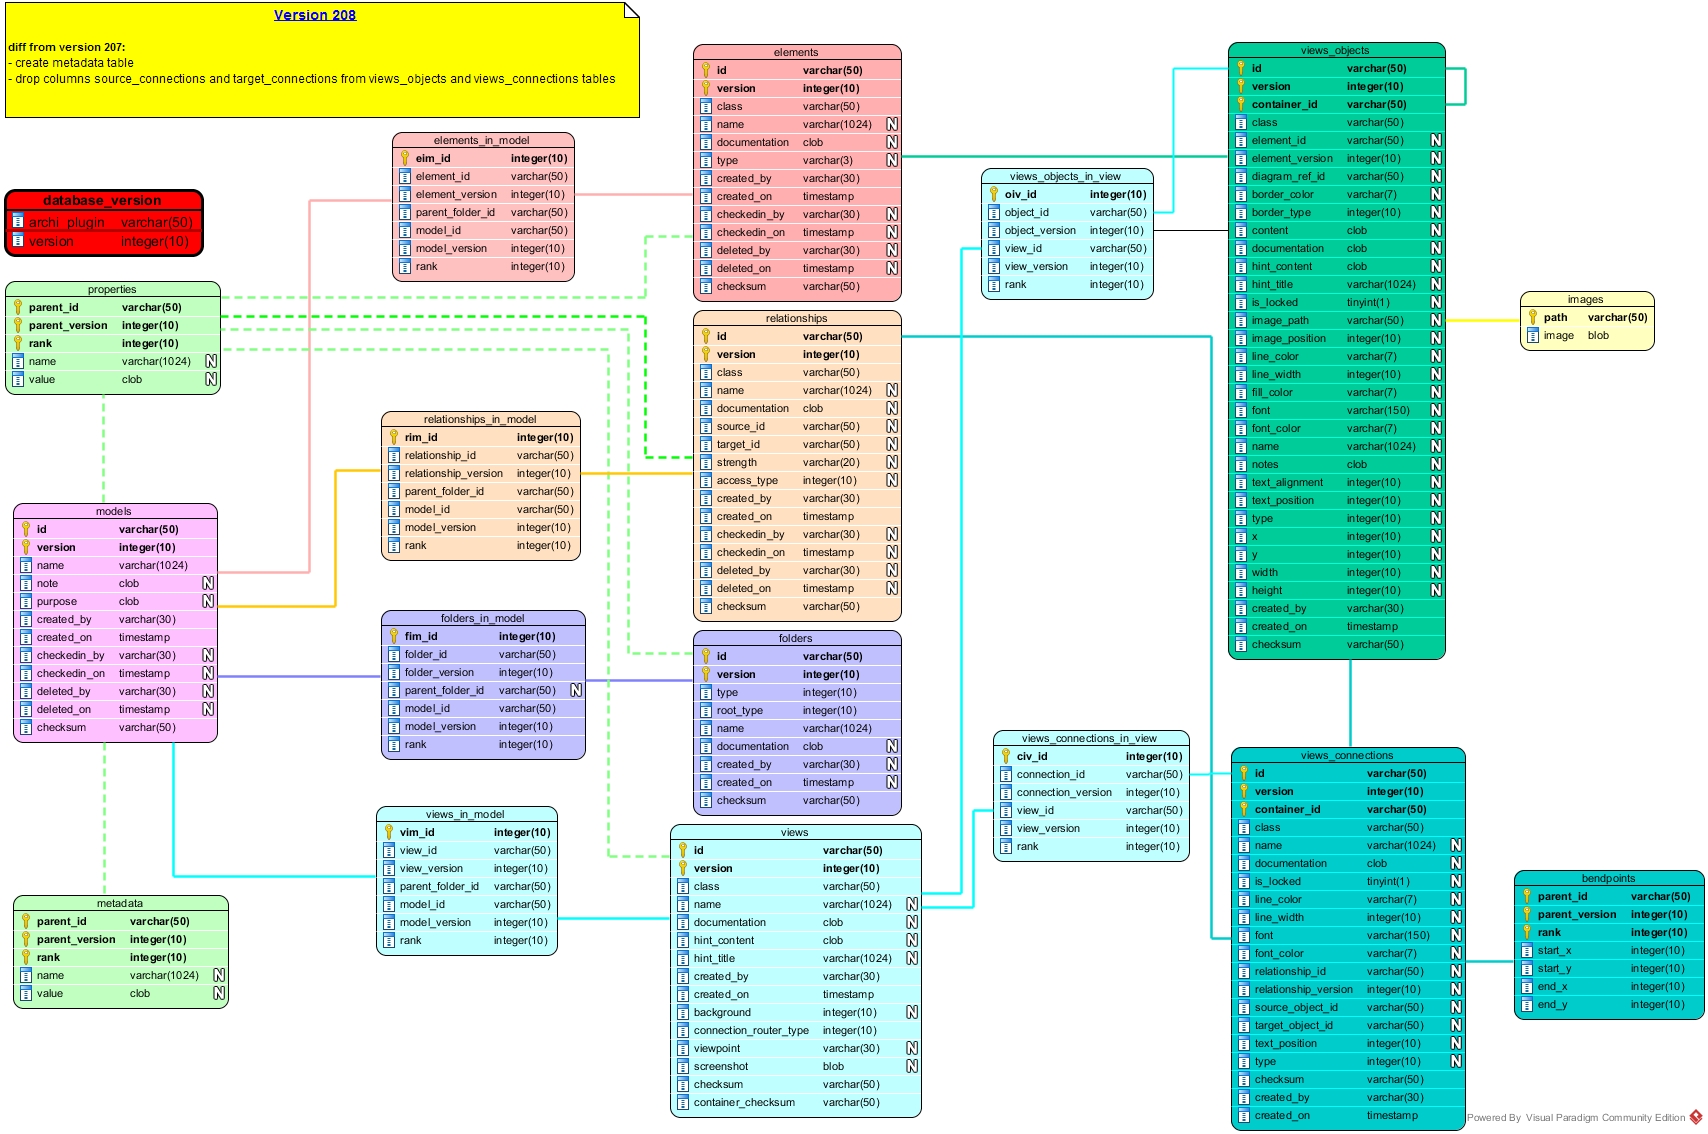 Version 208
diff from version 207:
- create metadata table
- drop columns source_connections and target_connections from views_objects and views_connections tables
database_version
archi_plugin varchar(50)
version integer(10)
properties
parent_id varchar(50)
parent_version integer(10)
rank integer(10)
name varchar(1024) N
value clob N
models
id varchar(50)
version integer(10)
name varchar(1024)
note clob N
purpose clob N
created_by varchar(30)
created_on timestamp
checkedin_by varchar(30) N
checkedin_on timestamp N
deleted_by varchar(30) N
deleted_on timestamp N
checksum varchar(50)
metadata
parent_id varchar(50)
parent_version integer(10)
rank integer(10)
name varchar(1024) N
value clob N
elements_in_model
eim_id integer(10)
element_id varchar(50)
element_version integer(10)
parent_folder_id varchar(50)
model_id varchar(50)
model_version integer(10)
rank integer(10)
relationships_in_model
rim_id integer(10)
relationship_id varchar(50)
relationship_version integer(10)
parent_folder_id varchar(50)
model_id varchar(50)
model_version integer(10)
rank integer(10)
folders_in_model
fim_id integer(10)
folder_id varchar(50)
folder_version integer(10)
parent_folder_id varchar(50) N
model_id varchar(50)
model_version integer(10)
rank integer(10)
views_in_model
vim_id integer(10)
view_id varchar(50)
view_version integer(10)
parent_folder_id varchar(50)
model_id varchar(50)
model_version integer(10)
rank integer(10)
elements
id varchar(50)
version integer(10)
class varchar(50)
name varchar(1024) N
documentation clob N
type varchar(3) N
created_by varchar(30)
created_on timestamp
checkedin_by varchar(30) N
checkedin_on timestamp N
deleted_by varchar(30) N
deleted_on timestamp N
checksum varchar(50)
relationships
id varchar(50)
version integer(10)
class varchar(50)
name varchar(1024) N
documentation clob N
source_id varchar(50) N
target_id varchar(50) N
strength varchar(20) N
access_type integer(10) N
created_by varchar(30)
created_on timestamp
checkedin_by varchar(30) N
checkedin_on timestamp N
deleted_by varchar(30) N
deleted_on timestamp N
checksum varchar(50)
folders
id varchar(50)
version integer(10)
type integer(10)
root_type integer(10)
name varchar(1024)
documentation clob N
created_by varchar(30) N
created_on timestamp N
checksum varchar(50)
views
id varchar(50)
version integer(10)
class varchar(50)
name varchar(1024) N
documentation clob N
hint_content clob N
hint_title varchar(1024) N
created_by varchar(30)
created_on timestamp
background integer(10) N
connection_router_type integer(10)
viewpoint varchar(30) N
screenshot blob N
checksum varchar(50)
container_checksum varchar(50)
views_objects_in_view
oiv_id integer(10)
object_id varchar(50)
object_version integer(10)
view_id varchar(50)
view_version integer(10)
rank integer(10)
views_connections_in_view
civ_id integer(10)
connection_id varchar(50)
connection_version integer(10)
view_id varchar(50)
view_version integer(10)
rank integer(10)
views_objects
id varchar(50)
version integer(10)
container_id varchar(50)
class varchar(50)
element_id varchar(50) N
element_version integer(10) N
diagram_ref_id varchar(50) N
border_color varchar(7) N
border_type integer(10) N
content clob N
documentation clob N
hint_content clob N
hint_title varchar(1024) N
is_locked tinyint(1) N
image_path varchar(50) N
image_position integer(10) N
line_color varchar(7) N
line_width integer(10) N
fill_color varchar(7) N
font varchar(150) N
font_color varchar(7) N
name varchar(1024) N
notes clob N
text_alignment integer(10) N
text_position integer(10) N
type integer(10) N
x integer(10) N
y integer(10) N
width integer(10) N
height integer(10) N
created_by varchar(30)
created_on timestamp
checksum varchar(50)
views_connections
id varchar(50)
version integer(10)
container_id varchar(50)
class varchar(50)
name varchar(1024) N
documentation clob N
is_locked tinyint(1) N
line_color varchar(7) N
line_width integer(10) N
font varchar(150) N
font_color varchar(7) N
relationship_id varchar(50) N
relationship_version integer(10) N
source_object_id varchar(50) N
target_object_id varchar(50) N
text_position integer(10) N
type integer(10) N
checksum varchar(50)
created_by varchar(30)
created_on timestamp
images
path varchar(50)
image blob
bendpoints
parent_id varchar(50)
parent_version integer(10)
rank integer(10)
start_x integer(10)
start_y integer(10)
end_x integer(10)
end_y integer(10)
Powered By Visual Paradigm Community Edition